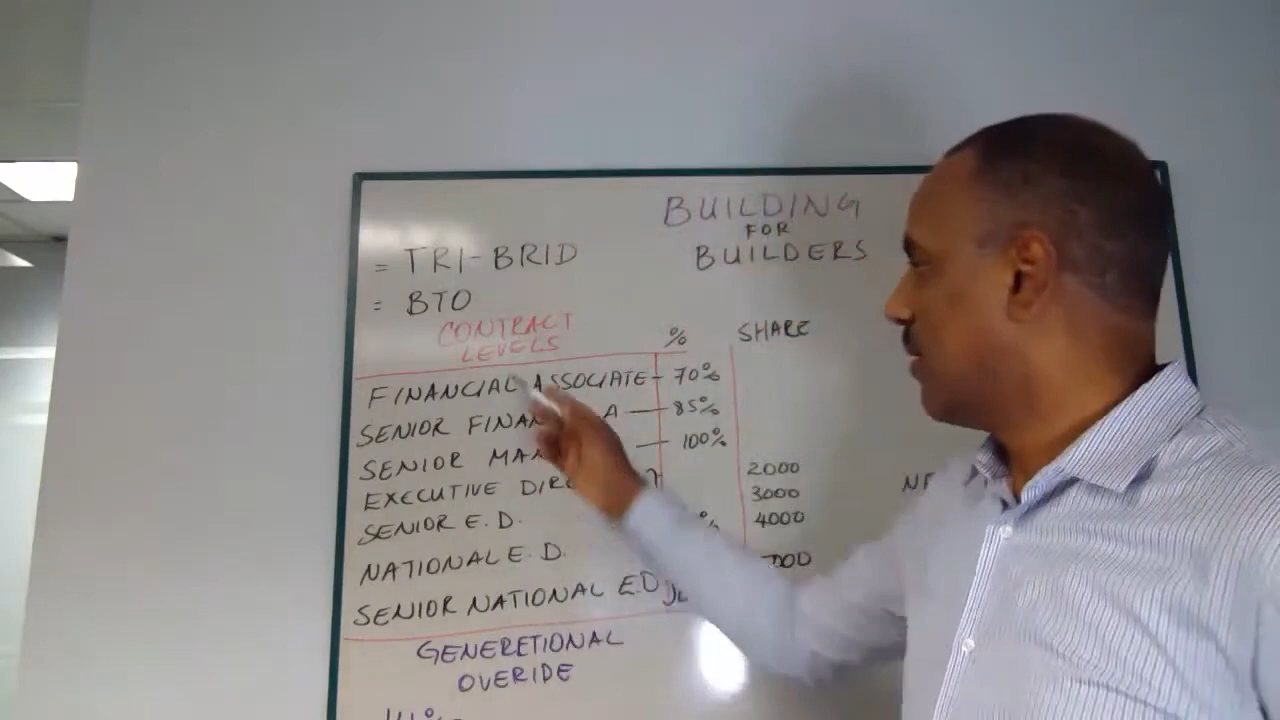 BUILDING
FOR
BUILDERS
= TRI-BRID
= BTO
CONTRACT
LEVELS
% SHARE
FINANCIAL ASSOCIATE - 70%
SENIOR FINAN A — 85%
SENIOR MAN — 100%
EXECUTIVE DIR 2000
SENIOR E.D. 3000
4000
NATIONAL E.D.
SENIOR NATIONAL E.D
GENERETIONAL
OVERIDE